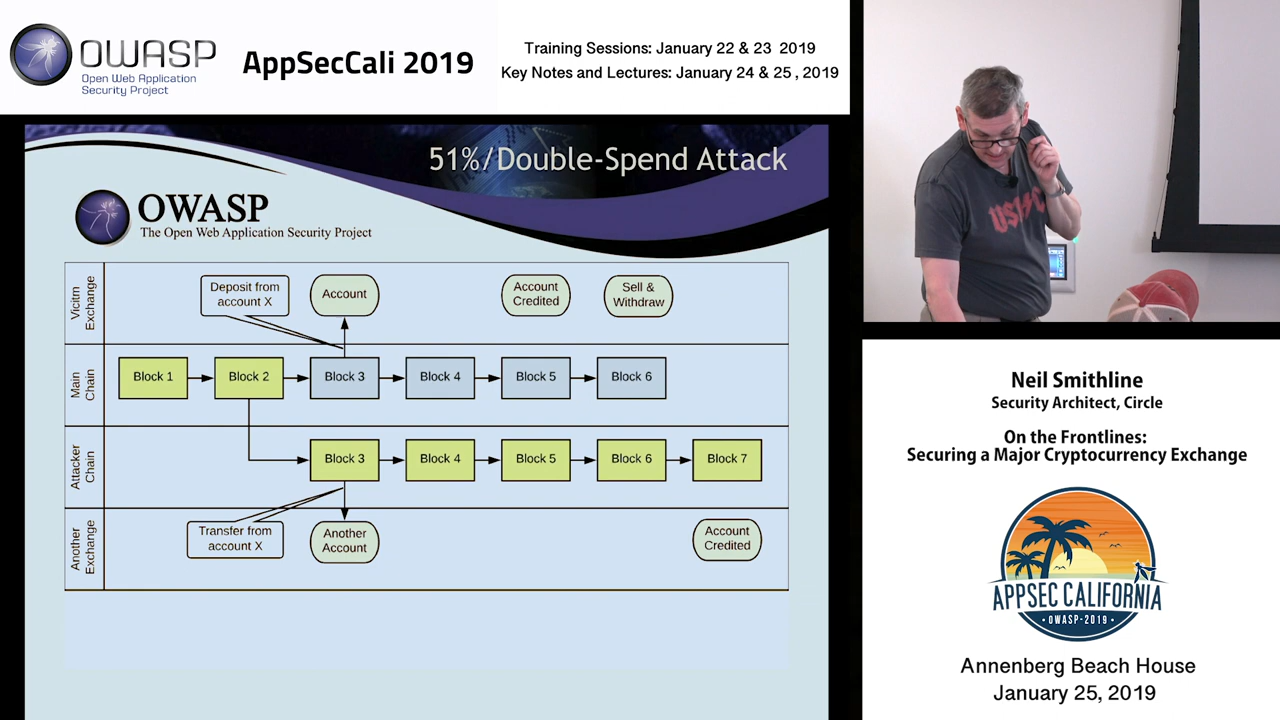 OWASP
Open Web Application
Security Project
AppSecCali 2019
Training Sessions: January 22 & 23 2019
Key Notes and Lectures: January 24 & 25 , 2019
51%/Double-Spend Attack
OWASP
The Open Web Application Security Project
Vicitm
Exchange
Deposit from
account X
Account
Account
Credited
Sell &
Withdraw
Main
Chain
Block 1
Block 2
Block 3
Block 4
Block 5
Block 6
Attacker
Chain
Block 3
Block 4
Block 5
Block 6
Block 7
Another
Exchange
Transfer from
account X
Another
Account
Account
Credited
Neil Smithline
Security Architect, Circle
On the Frontlines:
Securing a Major Cryptocurrency Exchange
APPSEC CALIFORNIA
OWASP-2019
Annenberg Beach House
January 25, 2019